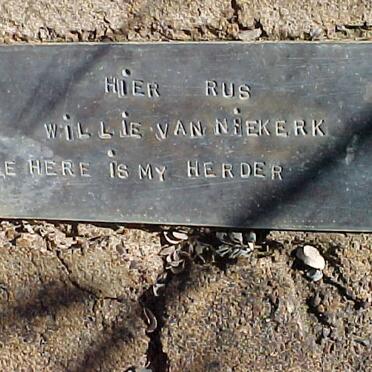 HiER RUS
WiLLiE VAN NiEKERK
E HERE iS MY HERDER